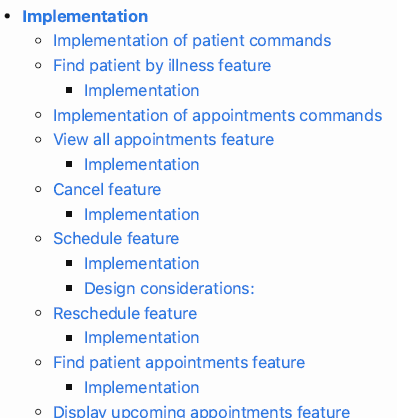 Implementation
Implementation of patient commands
Find patient by illness feature
Implementation
Implementation of appointments commands
View all appointments feature
Implementation
Cancel feature
Implementation
Schedule feature
Implementation
Design considerations:
Reschedule feature
Implementation
Find patient appointments feature
Implementation
Display upcoming appointments feature